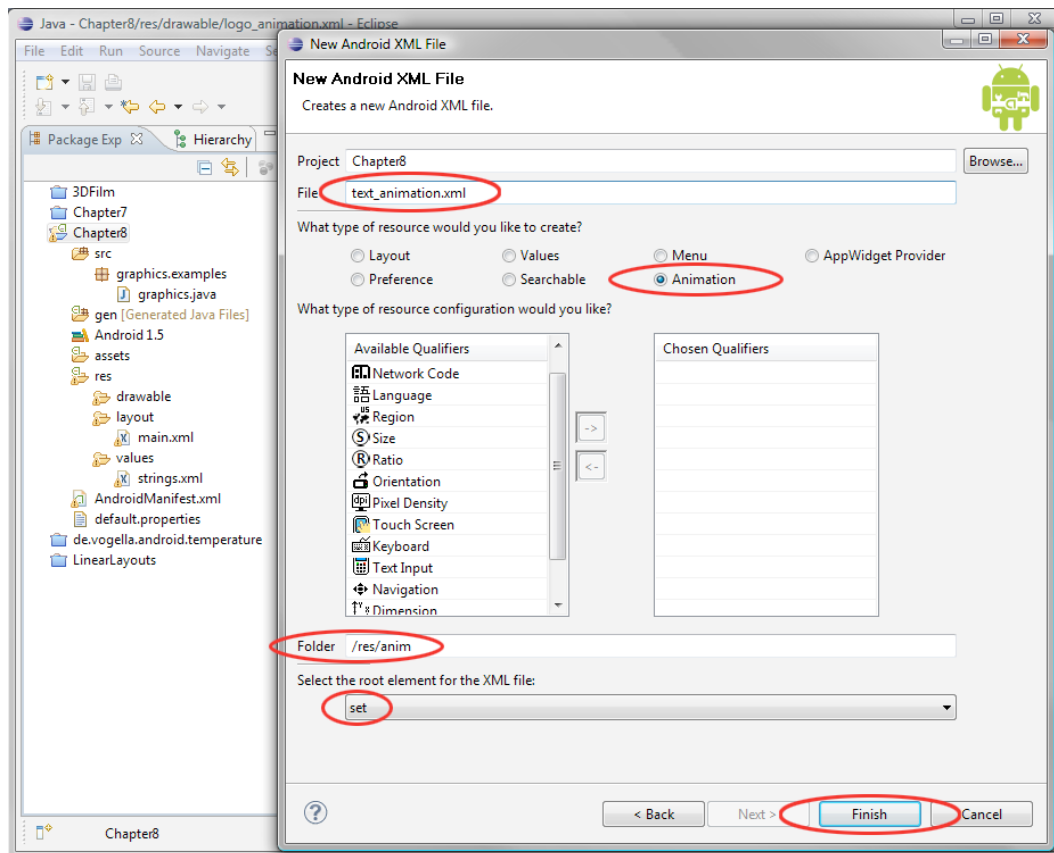 Java - Chapter8/res/drawable/logo_animation.xml - Eclipse
File Edit Run Source Navigate
Package Exp Hierarchy
3DFilm
Chapter7
Chapter8
src
graphics.examples
graphics.java
gen [Generated Java Files]
Android 1.5
assets
res
drawable
layout
main.xml
values
strings.xml
AndroidManifest.xml
default.properties
de.vogella.android.temperature
LinearLayouts
Chapter8
New Android XML File
New Android XML File
Creates a new Android XML file.
Project Chapter8 Browse...
File text_animation.xml
What type of resource would you like to create?
Layout Values Menu AppWidget Provider
Preference Searchable Animation
What type of resource configuration would you like?
Available Qualifiers Chosen Qualifiers
Network Code
Language
Region
Size
Ratio
Orientation
Pixel Density
Touch Screen
Keyboard
Text Input
Navigation
Dimension
->
<-
Folder /res/anim
Select the root element for the XML file:
set
< Back Next > Finish Cancel